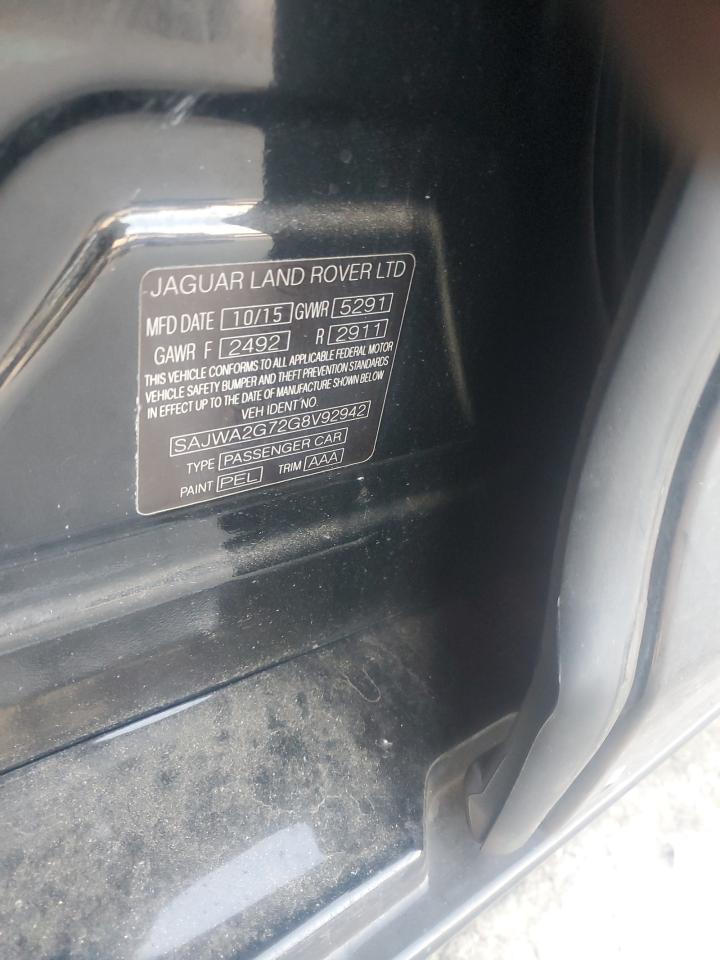 JAGUAR LAND ROVER LTD
MFD DATE 10/15 GVWR 5291
GAWR F 2492 R 2911
THIS VEHICLE CONFORMS TO ALL APPLICABLE FEDERAL MOTOR
VEHICLE SAFETY BUMPER AND THEFT PREVENTION STANDARDS
IN EFFECT UP TO THE DATE OF MANUFACTURE SHOWN BELOW
VEH IDENT NO.
SAJWA2G72G8V92942
TYPE PASSENGER CAR
PAINT PEL TRIM AAA